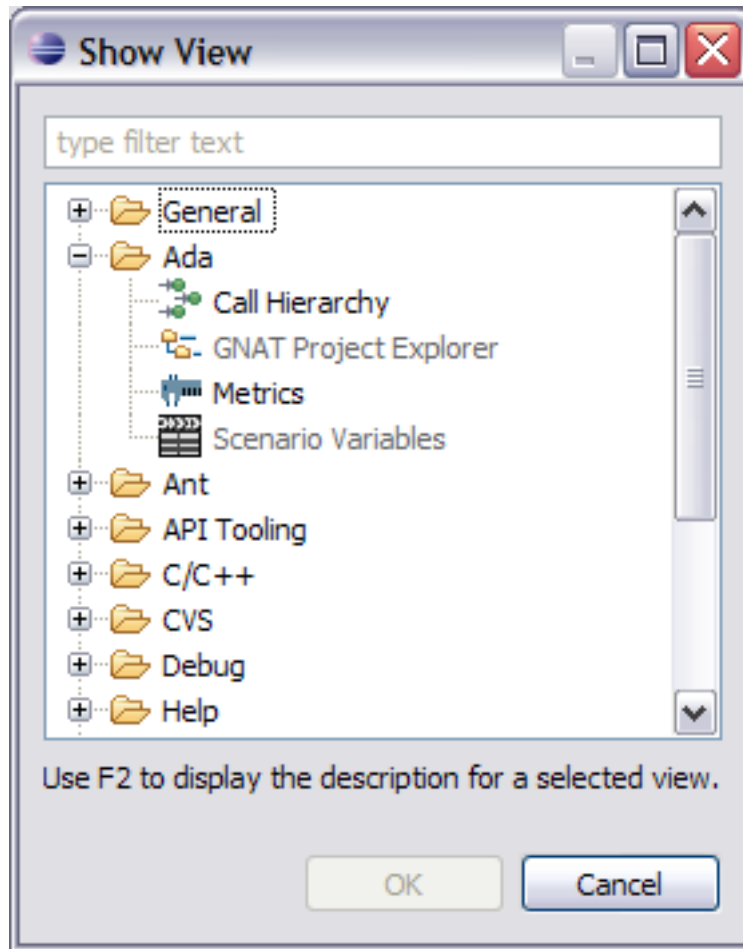 Show View
type filter text
General
Ada
Call Hierarchy
GNAT Project Explorer
Metrics
Scenario Variables
Ant
API Tooling
C/C++
CVS
Debug
Help
Use F2 to display the description for a selected view.
OK Cancel